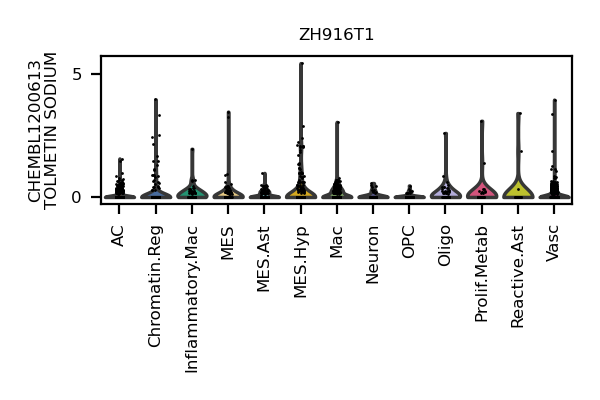 ZH916T1
CHEMBL1200613
TOLMETIN SODIUM
5
0
AC
Chromatin.Reg
Inflammatory.Mac
MES
MES.Ast
MES.Hyp
Mac
Neuron
OPC
Oligo
Prolif.Metab
Reactive.Ast
Vasc